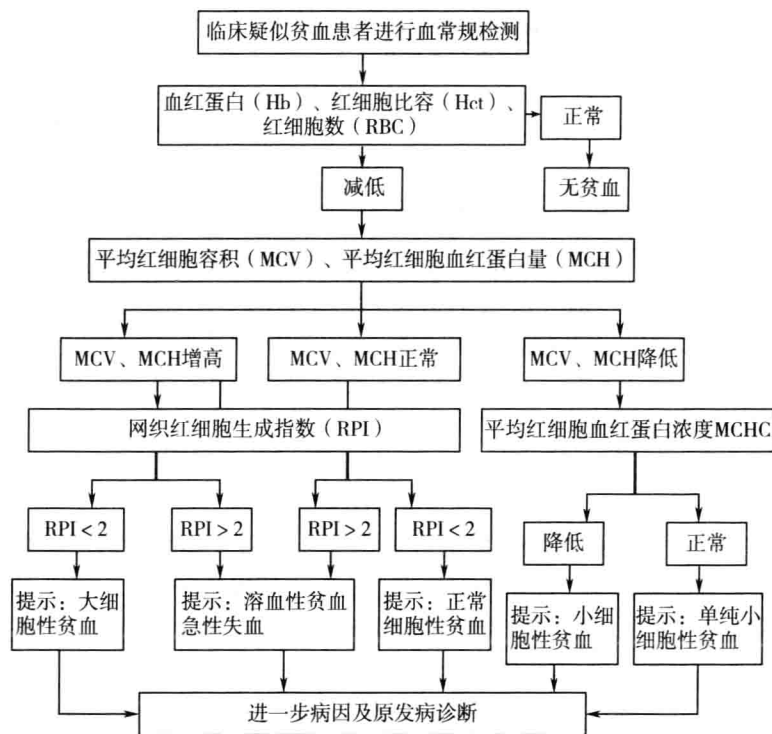 临床疑似贫血患者进行血常规检测
血红蛋白（Hb）、红细胞比容（Hct）、
红细胞数（RBC）
正常
减低
无贫血
平均红细胞容积（MCV）、平均红细胞血红蛋白量（MCH）
MCV、MCH增高
MCV、MCH正常
MCV、MCH降低
网织红细胞生成指数（RPI）
平均红细胞血红蛋白浓度MCHC
RPI<2
RPI>2
RPI>2
RPI<2
降低
正常
提示：大细
胞性贫血
提示：溶血性贫血
急性失血
提示：正常
细胞性贫血
提示：小细
胞性贫血
提示：单纯小
细胞性贫血
进一步病因及原发病诊断